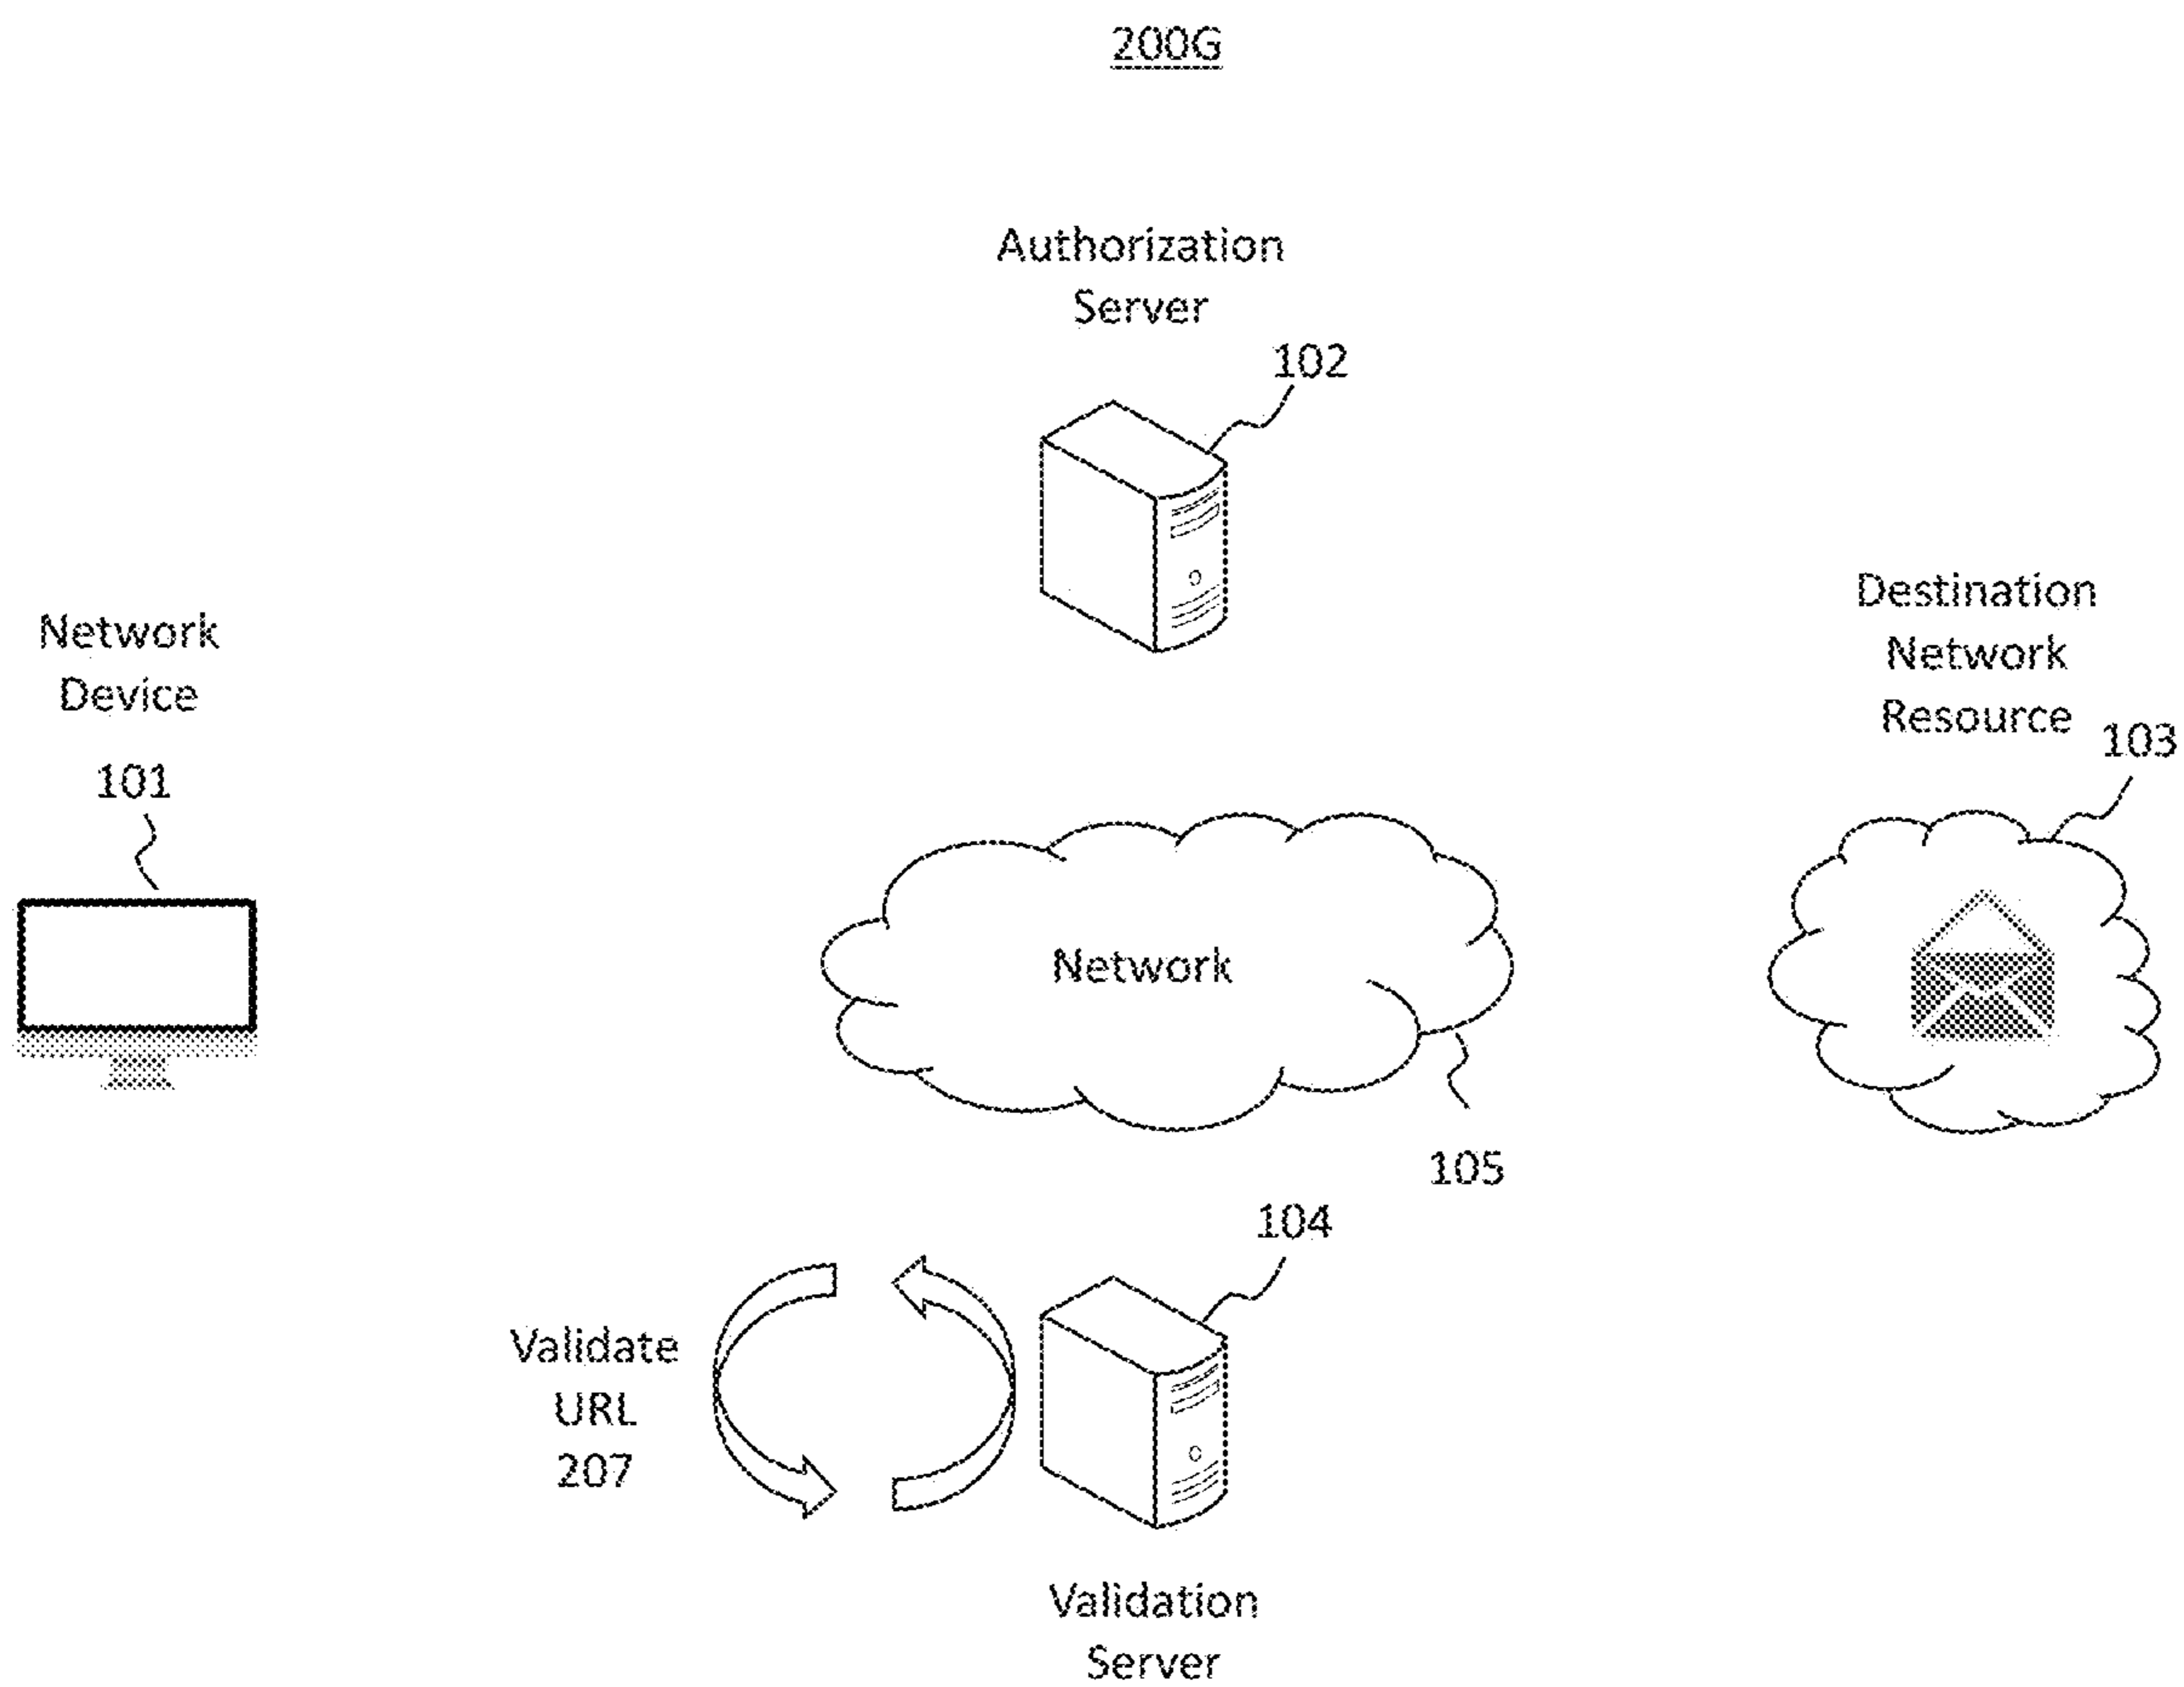 200G
Authorization
Server
102
Network
Device
101
Destination
Network
Resource
103
Network
105
104
Validate
URL
207
Validation
Server